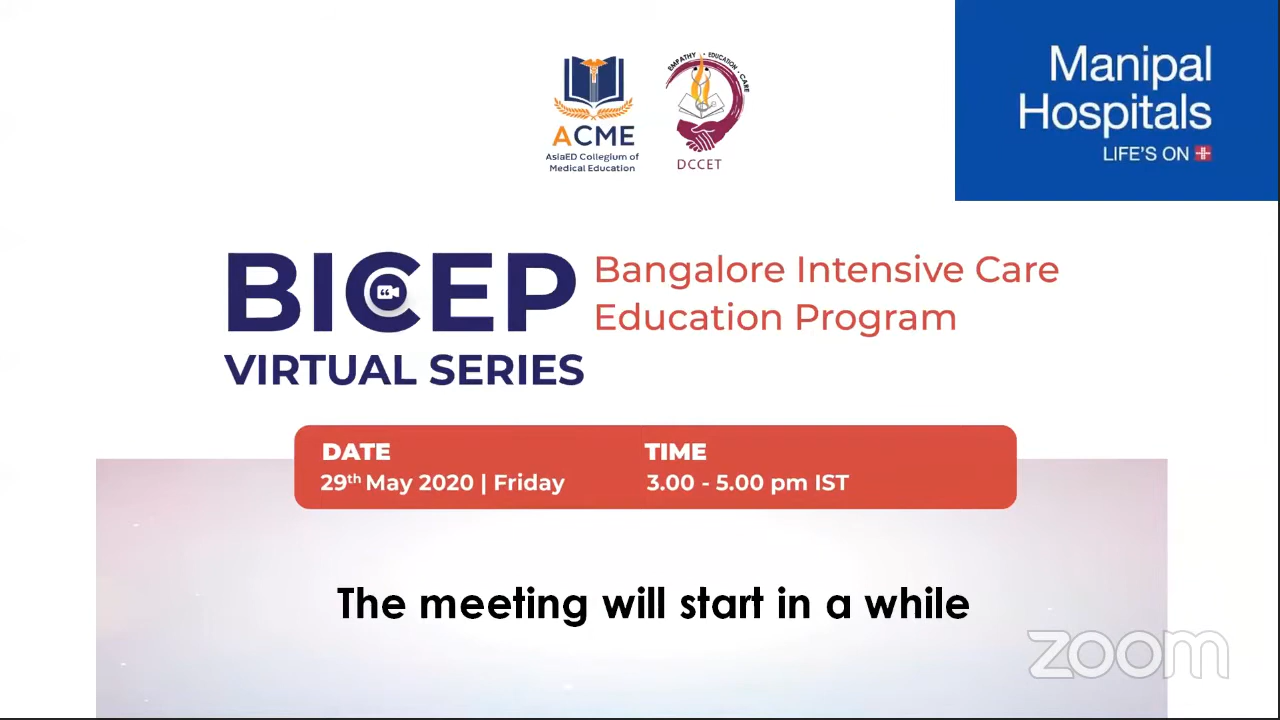 ACME
AsiaED Collegium of
Medical Education
EMPATHY • EDUCATION • CARE
DCCET
Manipal
Hospitals
LIFE'S ON
BICEP
VIRTUAL SERIES
Bangalore Intensive Care
Education Program
DATE
29th May 2020 | Friday
TIME
3.00 - 5.00 pm IST
The meeting will start in a while
zoom